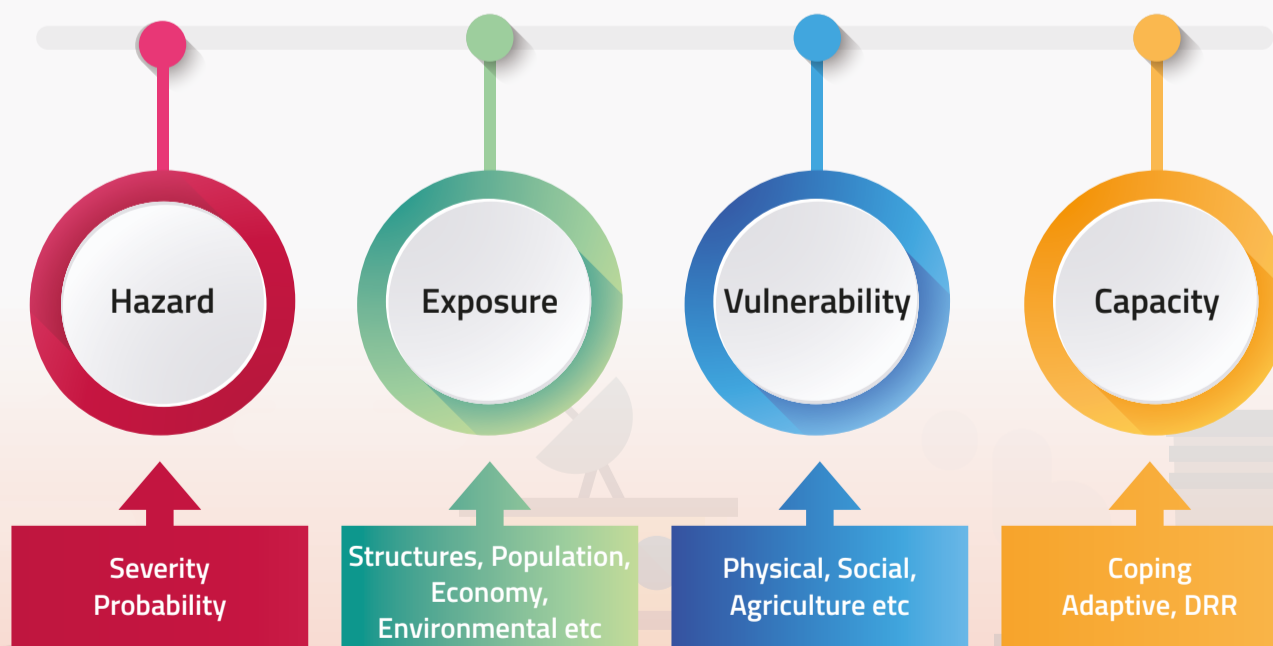 Hazard
Exposure
Vulnerability
Capacity
Severity
Probability
Structures, Population,
Economy,
Environmental etc
Physical, Social,
Agriculture etc
Coping
Adaptive, DRR